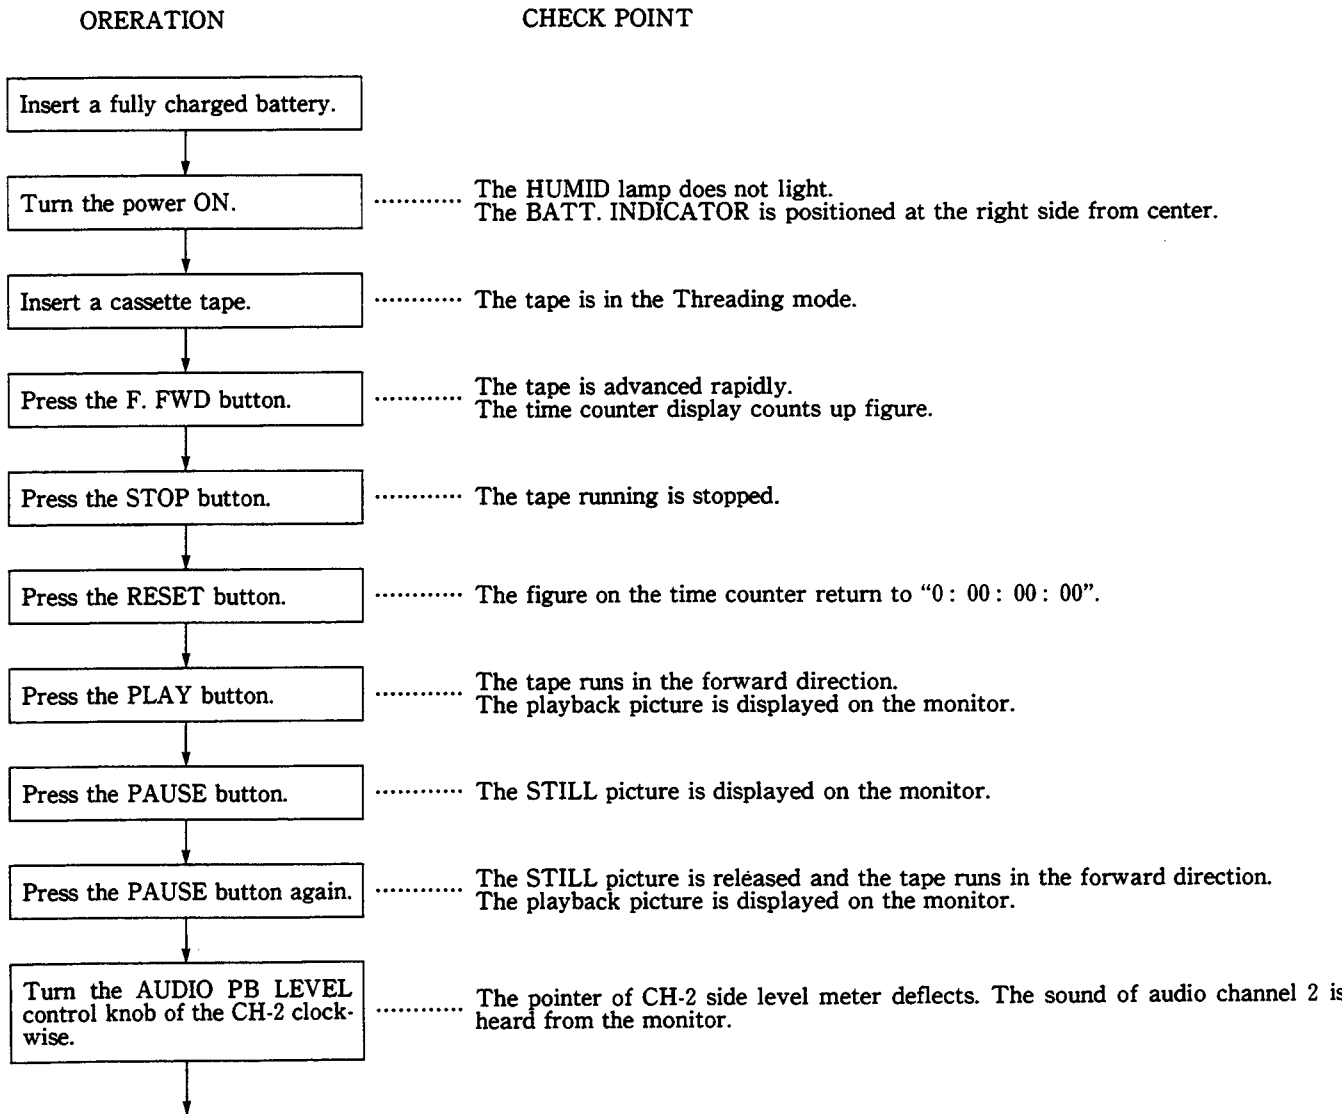 ORERATION CHECK POINT
Insert a fully charged battery.
Turn the power ON. ············ The HUMID lamp does not light.
The BATT. INDICATOR is positioned at the right side from center.
Insert a cassette tape. ············ The tape is in the Threading mode.
Press the F. FWD button. ············ The tape is advanced rapidly.
The time counter display counts up figure.
Press the STOP button. ············ The tape running is stopped.
Press the RESET button. ············ The figure on the time counter return to “0 : 00 : 00 : 00”.
Press the PLAY button. ············ The tape runs in the forward direction.
The playback picture is displayed on the monitor.
Press the PAUSE button. ············ The STILL picture is displayed on the monitor.
Press the PAUSE button again. ············ The STILL picture is released and the tape runs in the forward direction.
The playback picture is displayed on the monitor.
Turn the AUDIO PB LEVEL
control knob of the CH-2 clock-
wise. ············ The pointer of CH-2 side level meter deflects. The sound of audio channel 2 is
heard from the monitor.